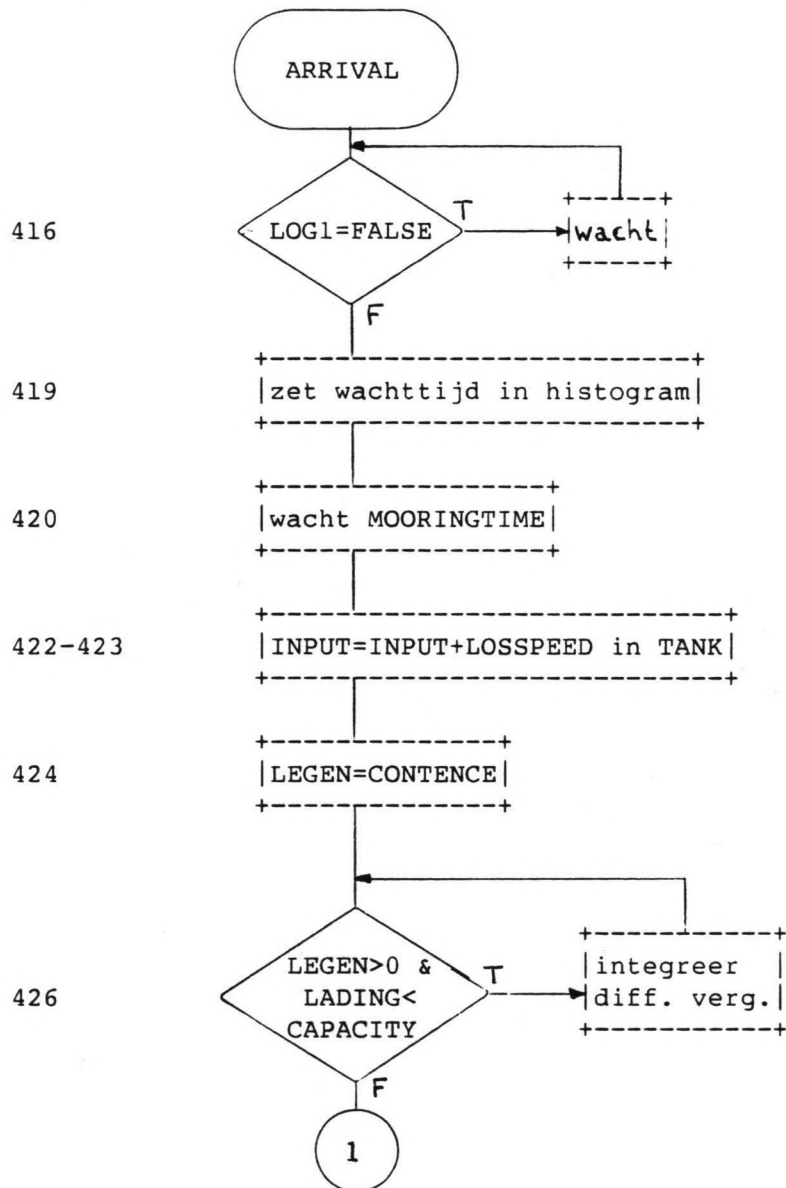 ARRIVAL
416 LOG1=FALSE T wacht
F
419 zet wachttijd in histogram
420 wacht MOORINGTIME
422-423 INPUT=INPUT+LOSSPEED in TANK
424 LEGEN=CONTENCE
LEGEN>0 & T integreer
426 LADING< diff. verg.
CAPACITY
F
1